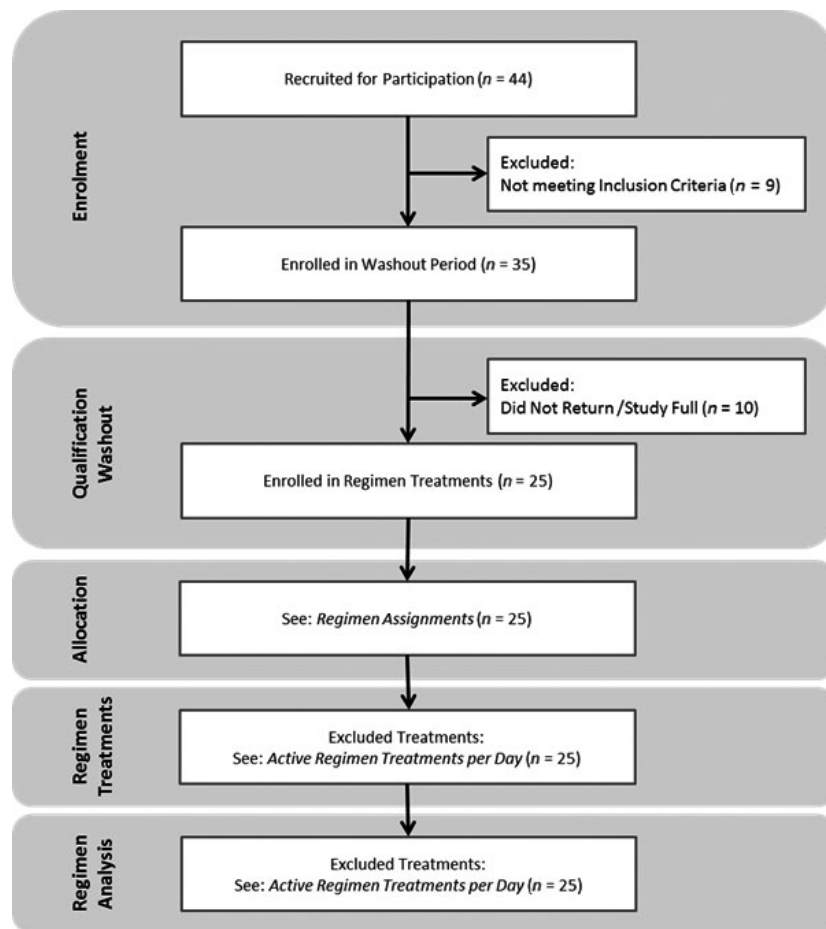 Enrolment
Recruited for Participation (n = 44)
Excluded:
Not meeting Inclusion Criteria (n = 9)
Enrolled in Washout Period (n = 35)
Qualification
Washout
Excluded:
Did Not Return /Study Full (n = 10)
Enrolled in Regimen Treatments (n = 25)
Allocation
See: Regimen Assignments (n = 25)
Regimen
Treatments
Excluded Treatments:
See: Active Regimen Treatments per Day (n = 25)
Regimen
Analysis
Excluded Treatments:
See: Active Regimen Treatments per Day (n = 25)